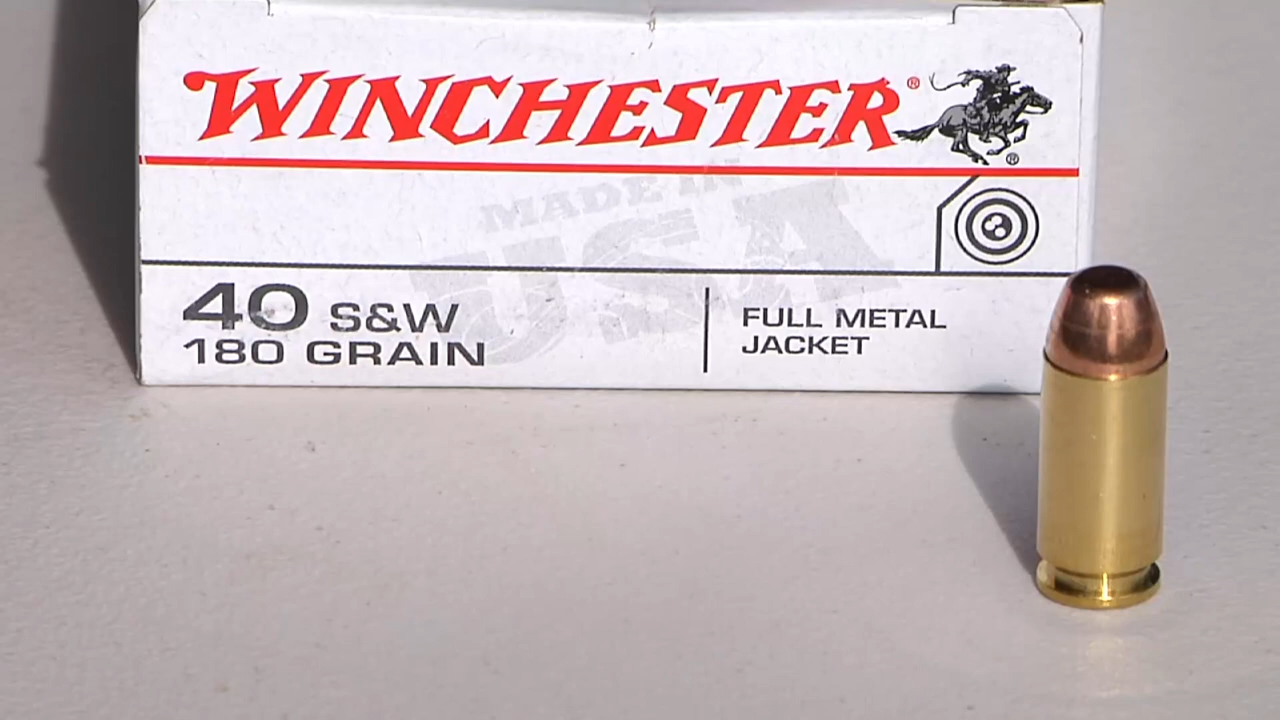 WINCHESTER®
®
MADE IN
USA
40 S&W
180 GRAIN
FULL METAL
JACKET